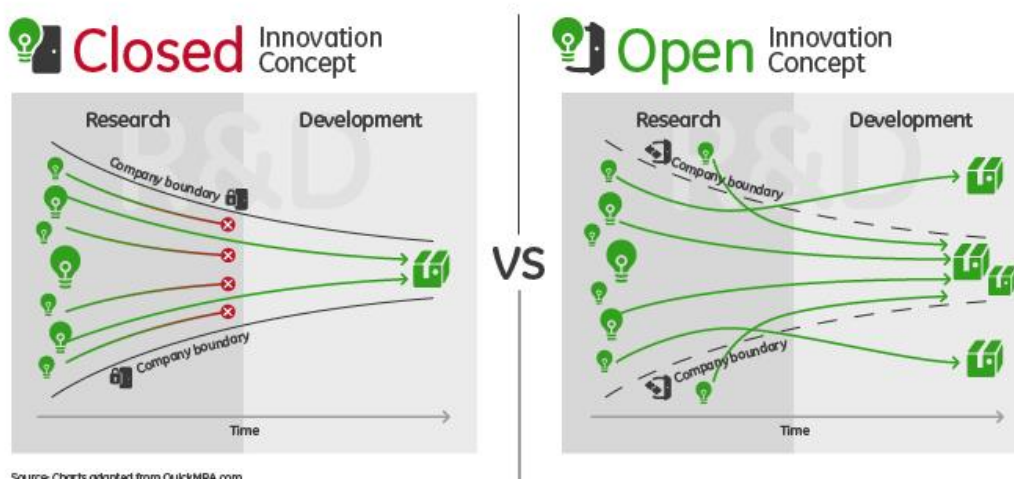 Closed Innovation
Concept
R&D
Research
Development
Company boundary
Company boundary
Time
VS
Open Innovation
Concept
R&D
Research
Development
Company boundary
Company boundary
Time
Source: Charts adapted from QuickMBA.com